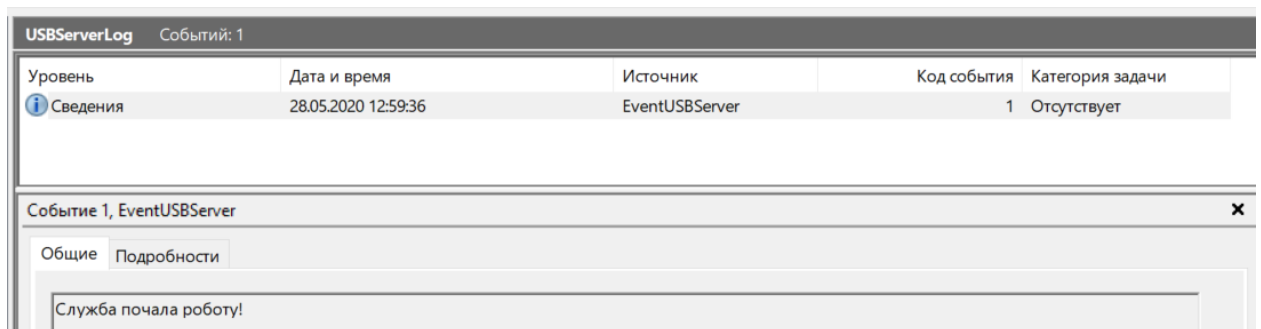 USBServerLog Событий: 1
Уровень Дата и время Источник Код события Категория задачи
Сведения 28.05.2020 12:59:36 EventUSBServer 1 Отсутствует
Событие 1, EventUSBServer
Общие Подробности
Служба почала роботу!